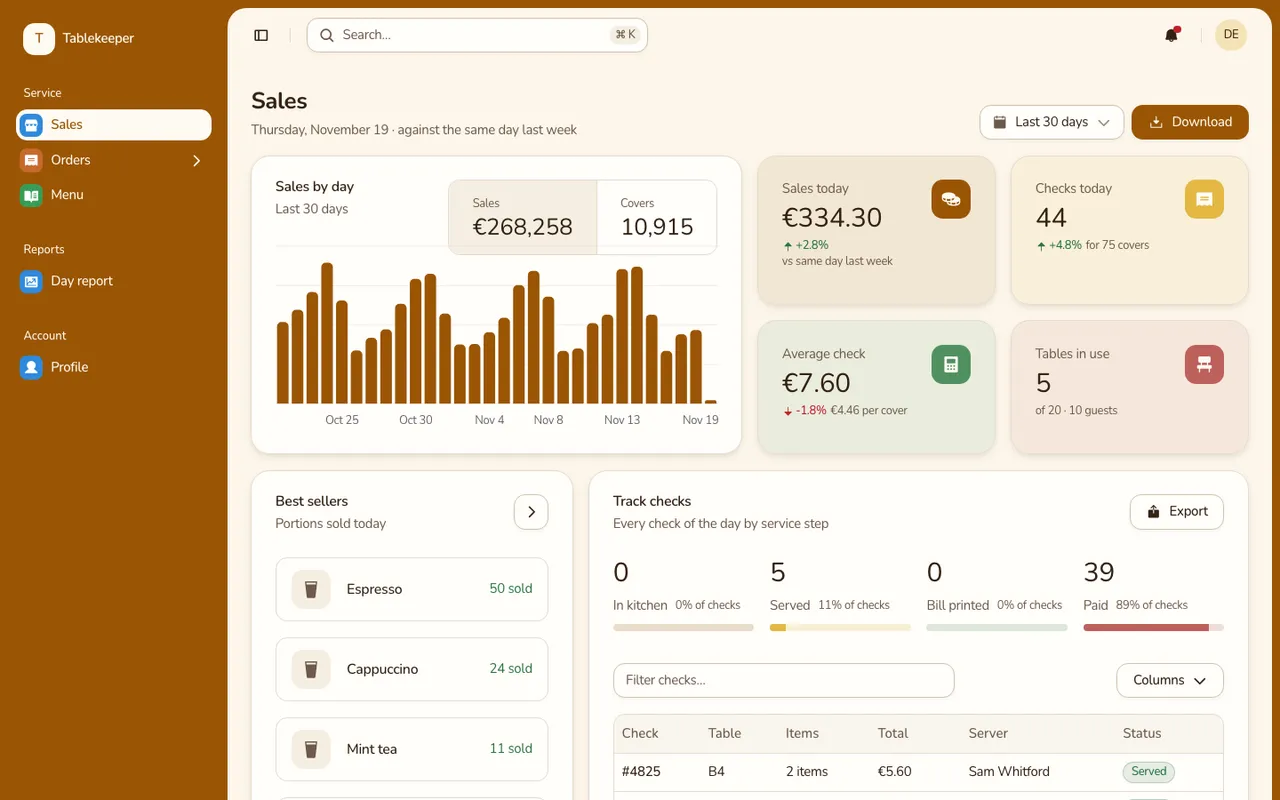 T Tablekeeper
Service
Sales
Orders
Menu
Reports
Day report
Account
Profile
Search...
⌘ K
DE
Sales
Thursday, November 19 · against the same day last week
Last 30 days
Download
Sales by day
Last 30 days
Sales
€268,258
Covers
10,915
Oct 25 Oct 30 Nov 4 Nov 8 Nov 13 Nov 19
Sales today
€334.30
+2.8%
vs same day last week
Checks today
44
+4.8% for 75 covers
Average check
€7.60
-1.8% €4.46 per cover
Tables in use
5
of 20 · 10 guests
Best sellers
Portions sold today
Espresso 50 sold
Cappuccino 24 sold
Mint tea 11 sold
Track checks
Every check of the day by service step
Export
0
In kitchen 0% of checks
5
Served 11% of checks
0
Bill printed 0% of checks
39
Paid 89% of checks
Filter checks...
Columns
Check Table Items Total Server Status
#4825 B4 2 items €5.60 Sam Whitford Served